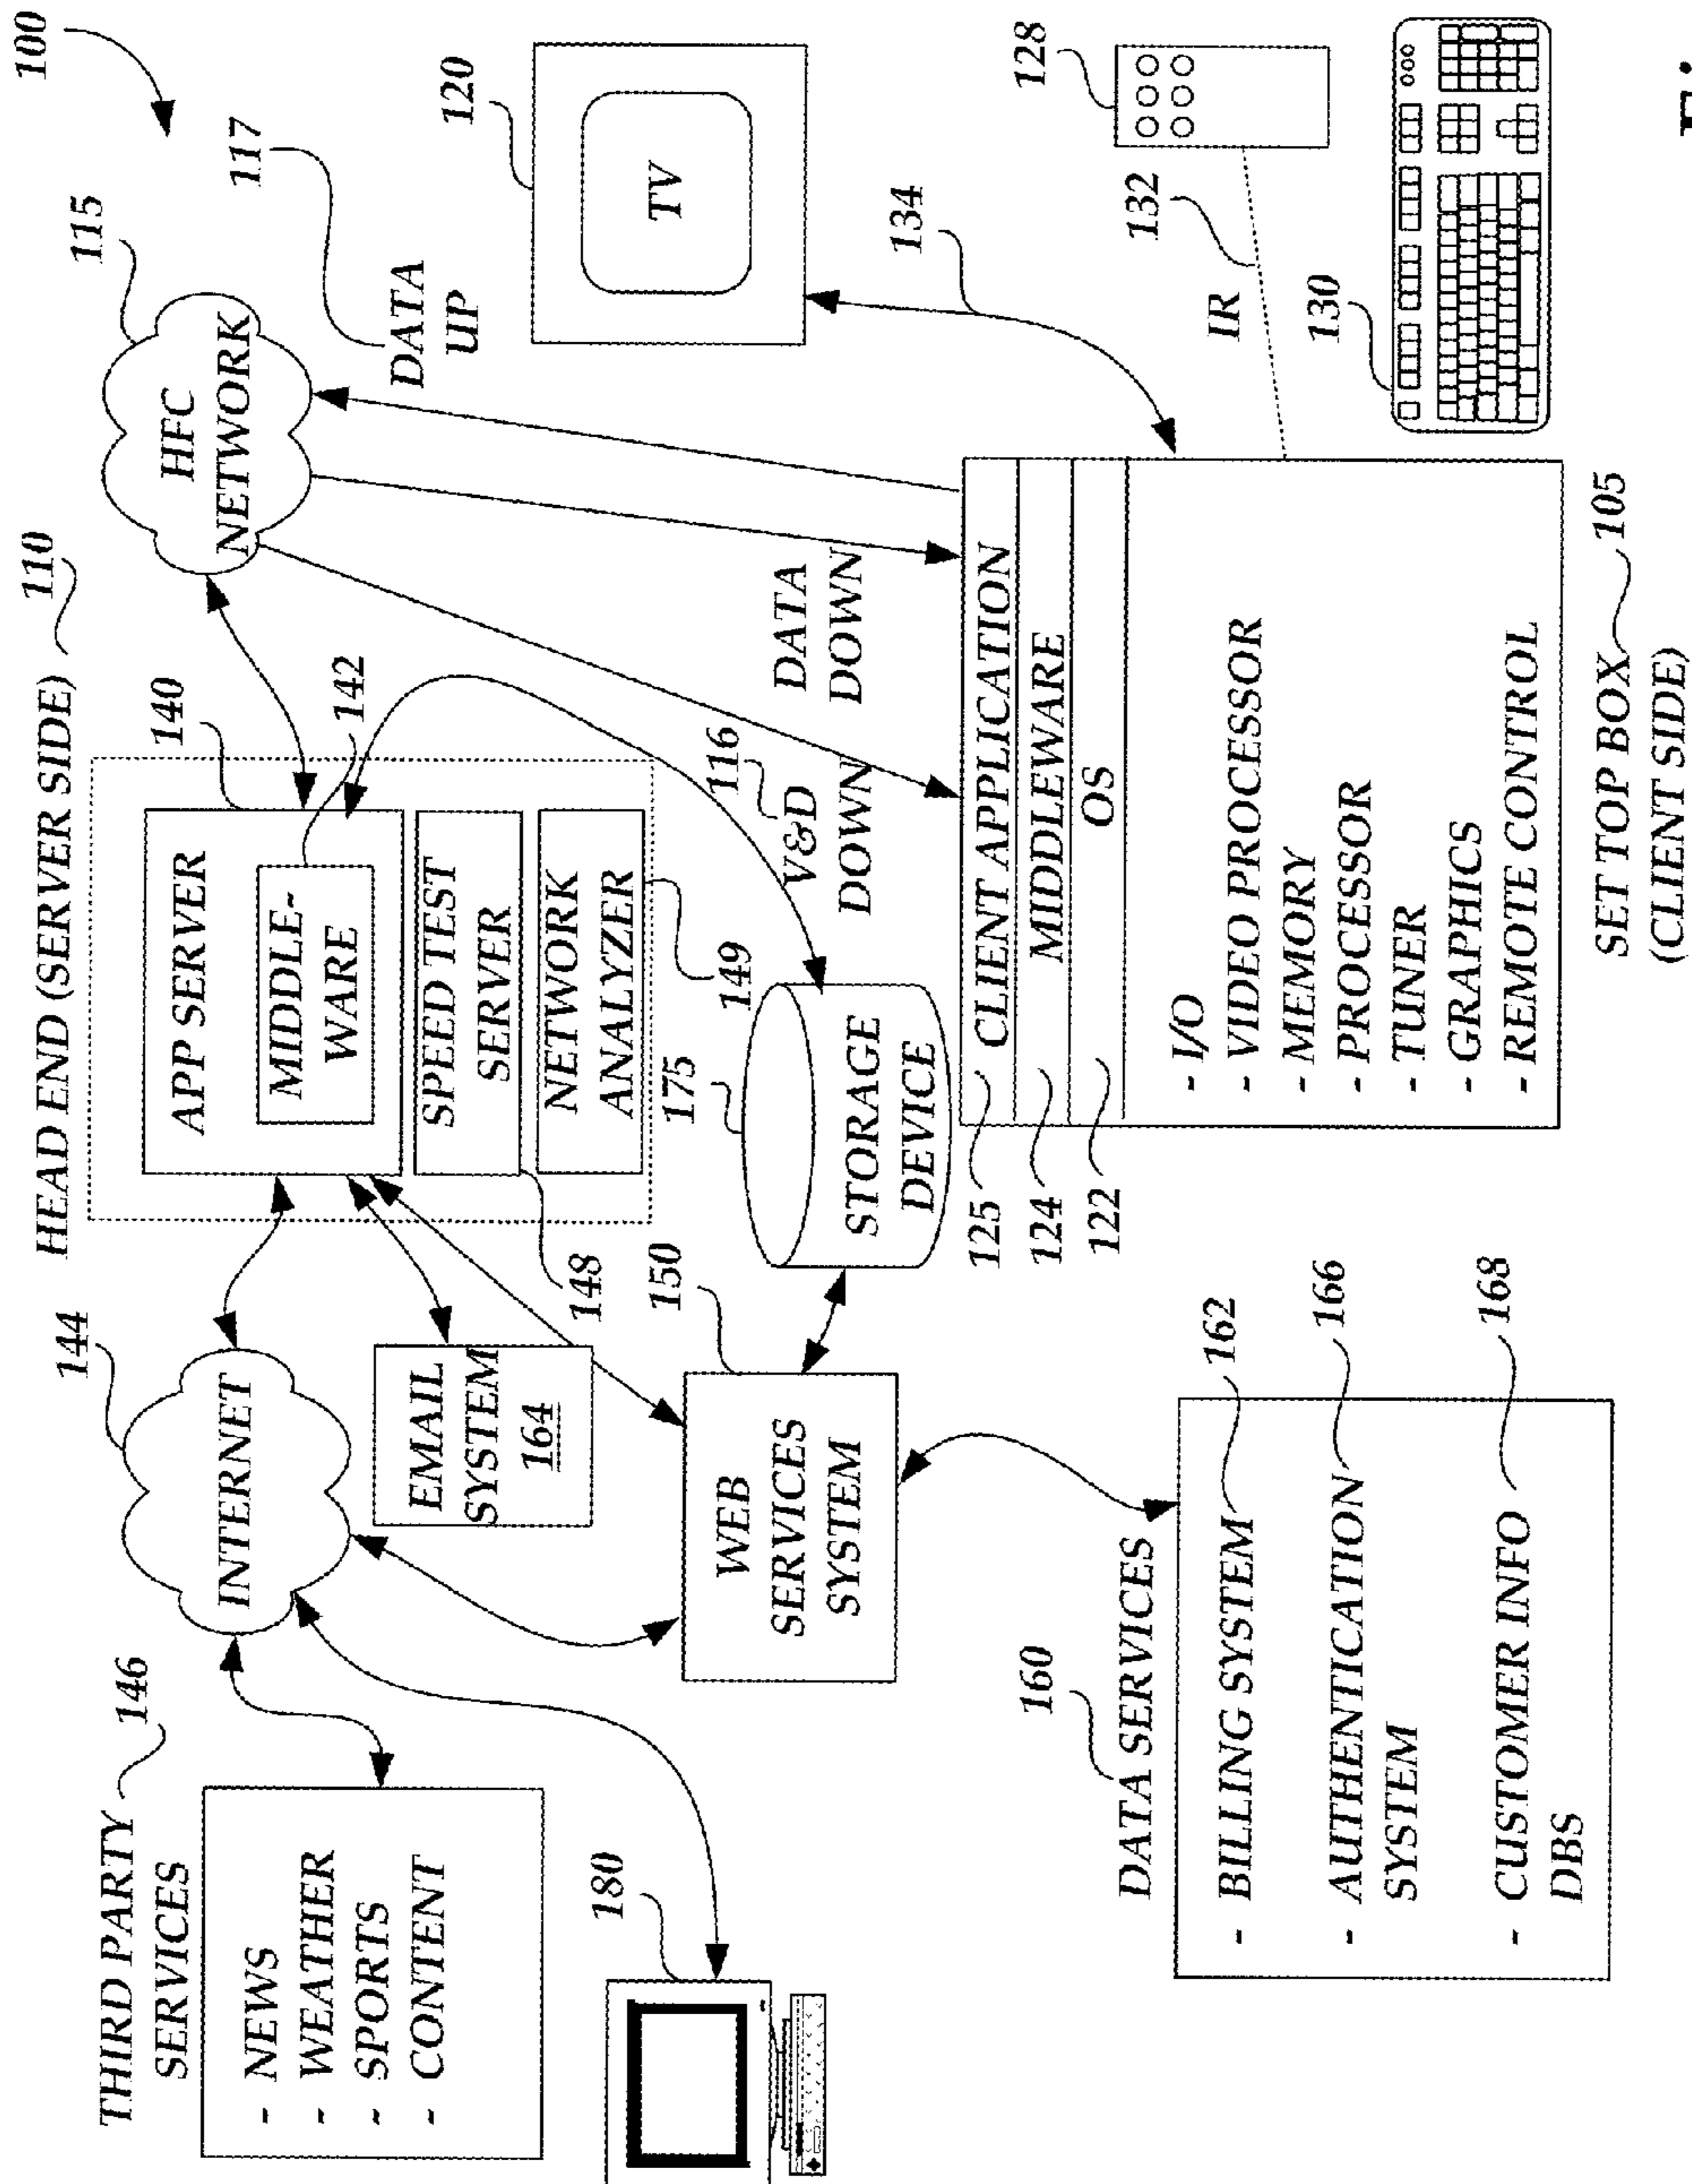 100
HEAD END (SERVER SIDE) 110
115
HFC
NETWORK
117
DATA
UP
120
TV
134
IR
132
128
130
140
APP SERVER
MIDDLE-
WARE
142
SPEED TEST
SERVER
148
NETWORK
ANALYZER
149
116
V&D
DOWN
DATA
DOWN
THIRD PARTY
SERVICES
146
- NEWS
- WEATHER
- SPORTS
- CONTENT
144
INTERNET
EMAIL
SYSTEM
164
180
150
WEB
SERVICES
SYSTEM
175
STORAGE
DEVICE
160
DATA SERVICES
- BILLING SYSTEM 162
- AUTHENTICATION
SYSTEM
166
- CUSTOMER INFO
DBS
168
125
CLIENT APPLICATION
124
MIDDLEWARE
122
OS
- I/O
- VIDEO PROCESSOR
- MEMORY
- PROCESSOR
- TUNER
- GRAPHICS
- REMOTE CONTROL
SET TOP BOX 105
(CLIENT SIDE)